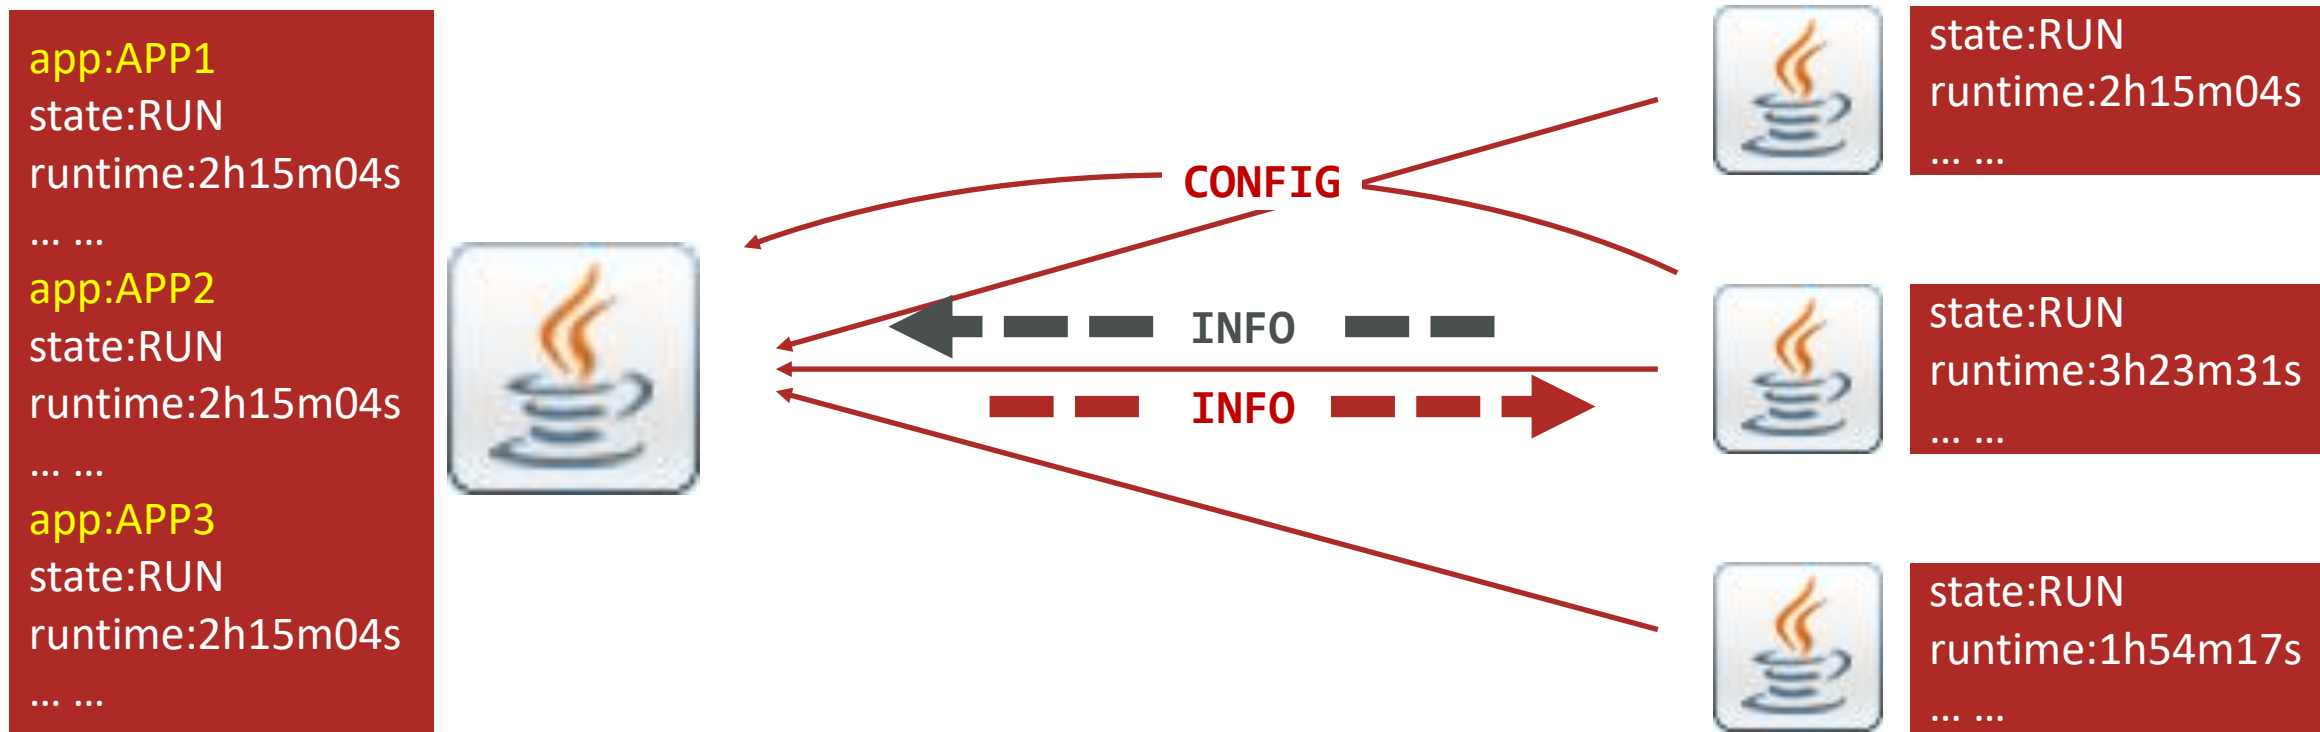 app:APP1
state:RUN
runtime:2h15m04s
... ...
app:APP2
state:RUN
runtime:2h15m04s
... ...
app:APP3
state:RUN
runtime:2h15m04s
... ...
CONFIG
INFO
INFO
state:RUN
runtime:2h15m04s
... ...
state:RUN
runtime:3h23m31s
... ...
state:RUN
runtime:1h54m17s
... ...